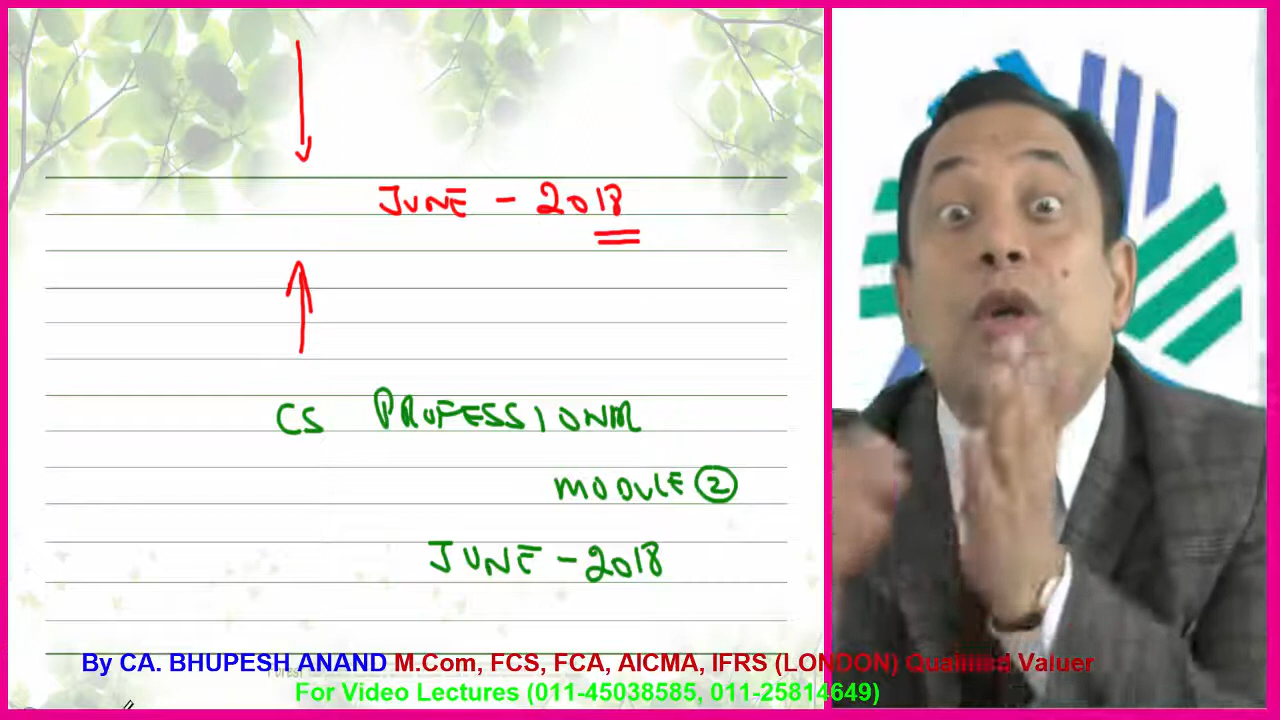 JUNE - 2018
CS PROFESSIONAL
MODULE 2
JUNE - 2018
By CA. BHUPESH ANAND M.Com, FCS, FCA, AICMA, IFRS (LONDON) Qualified Valuer
For Video Lectures (011-45038585, 011-25814649)